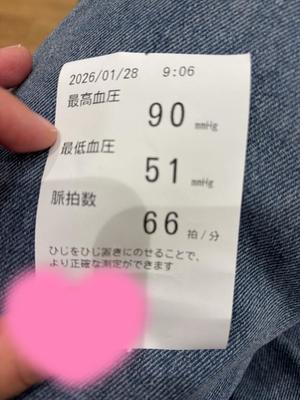 2026/01/28 9:06
最高血圧
90 mmHg
最低血圧
51 mmHg
脈拍数
66 拍/分
ひじをひじ置きにのせることで、
より正確な測定ができます